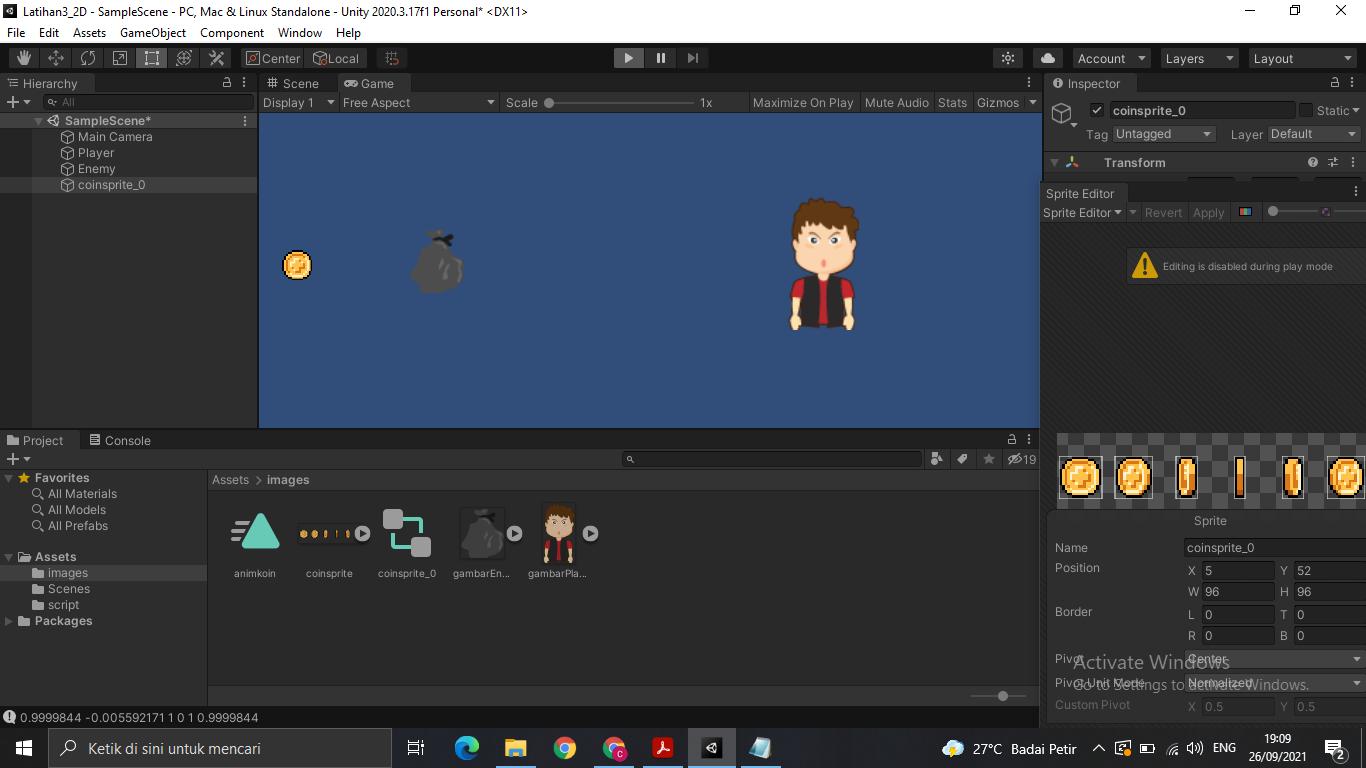 Latihan3_2D - SampleScene - PC, Mac & Linux Standalone - Unity 2020.3.17f1 Personal* <DX11>
File Edit Assets GameObject Component Window Help
Center Local Account Layers Layout
Hierarchy
All
SampleScene*
Main Camera
Player
Enemy
coinsprite_0
Scene Game
Display 1 Free Aspect Scale 1x Maximize On Play Mute Audio Stats Gizmos
Inspector
coinsprite_0 Static
Tag Untagged Layer Default
Transform
Sprite Editor
Sprite Editor Revert Apply
Editing is disabled during play mode
Project Console
19
Favorites
All Materials
All Models
All Prefabs
Assets
images
Scenes
script
Packages
Assets > images
animkoin coinsprite coinsprite_0 gambarEn... gambarPla...
Sprite
Name coinsprite_0
Position X 5 Y 52
W 96 H 96
Border L 0 T 0
R 0 B 0
Pivot Center
Pivot Unit Mode Normalized
Custom Pivot X 0.5 Y 0.5
Activate Windows
Go to Settings to activate Windows.
0.9999844 -0.005592171 1 0 1 0.9999844
Ketik di sini untuk mencari
27°C Badai Petir
ENG
19:09
26/09/2021
2